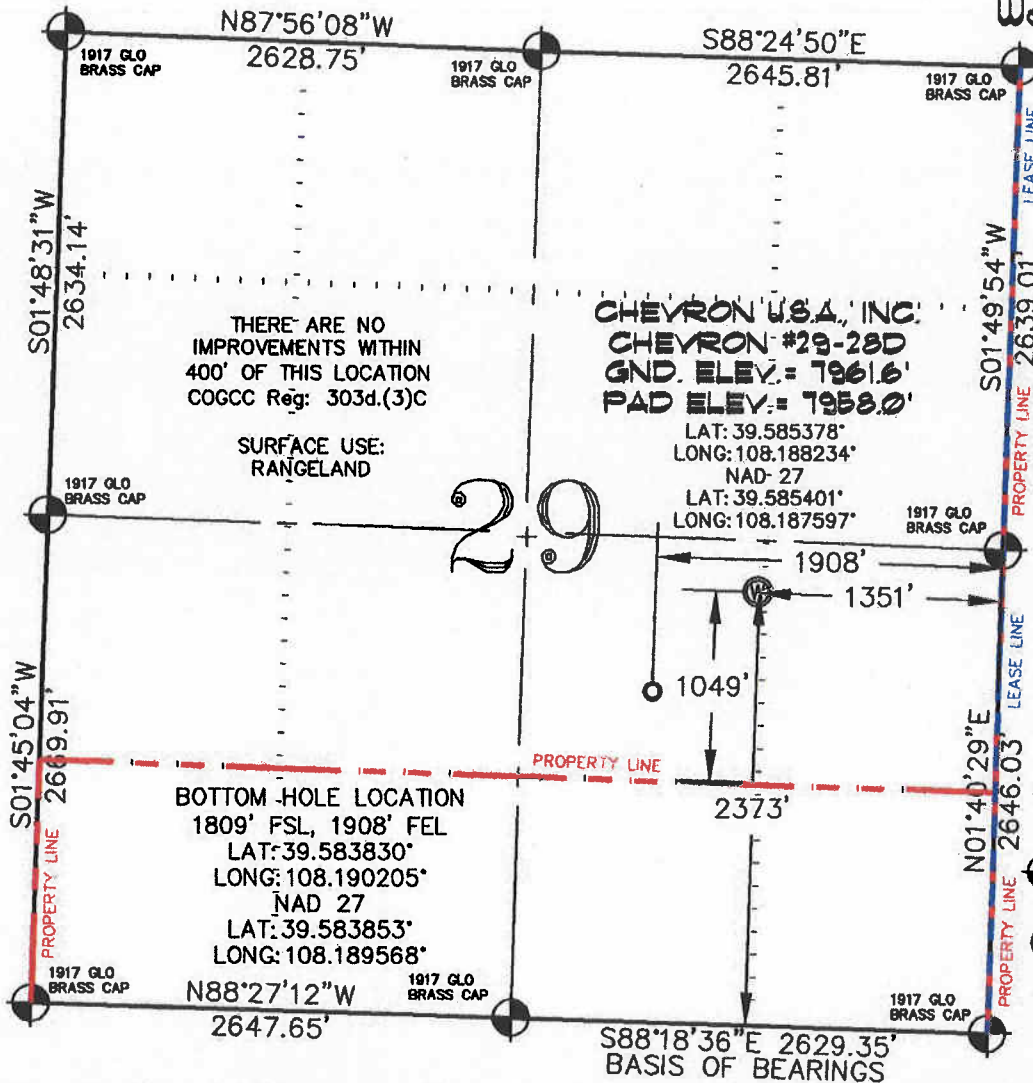 N87°56'08"W
2628.75'
S88°24'50"E
2645.81'
1917 GLO
BRASS CAP
1917 GLO
BRASS CAP
1917 GLO
BRASS CAP
S01°48'31"W
2634.14'
LEASE LINE
S01°49'54"W
2639.01'
PROPERTY LINE
THERE ARE NO
IMPROVEMENTS WITHIN
400' OF THIS LOCATION
COGCC Reg: 303d.(3)C
SURFACE USE:
RANGELAND
CHEVRON U.S.A., INC.
CHEVRON #29-28D
GND. ELEV.= 7961.6'
PAD ELEV.= 7958.0'
LAT: 39.585378°
LONG: 108.188234°
NAD 27
LAT: 39.585401°
LONG: 108.187597°
1917 GLO
BRASS CAP
29
1917 GLO
BRASS CAP
1908'
1351'
1049'
LEASE LINE
S01°45'04"W
PROPERTY LINE
2373'
N01°40'29"E
2646.03'
PROPERTY LINE
PROPERTY LINE
BOTTOM HOLE LOCATION
1809' FSL, 1908' FEL
LAT: 39.583830°
LONG: 108.190205°
NAD 27
LAT: 39.583853°
LONG: 108.189568°
1917 GLO
BRASS CAP
N88°27'12"W
2647.65'
1917 GLO
BRASS CAP
1917 GLO
BRASS CAP
S88°18'36"E 2629.35'
BASIS OF BEARINGS